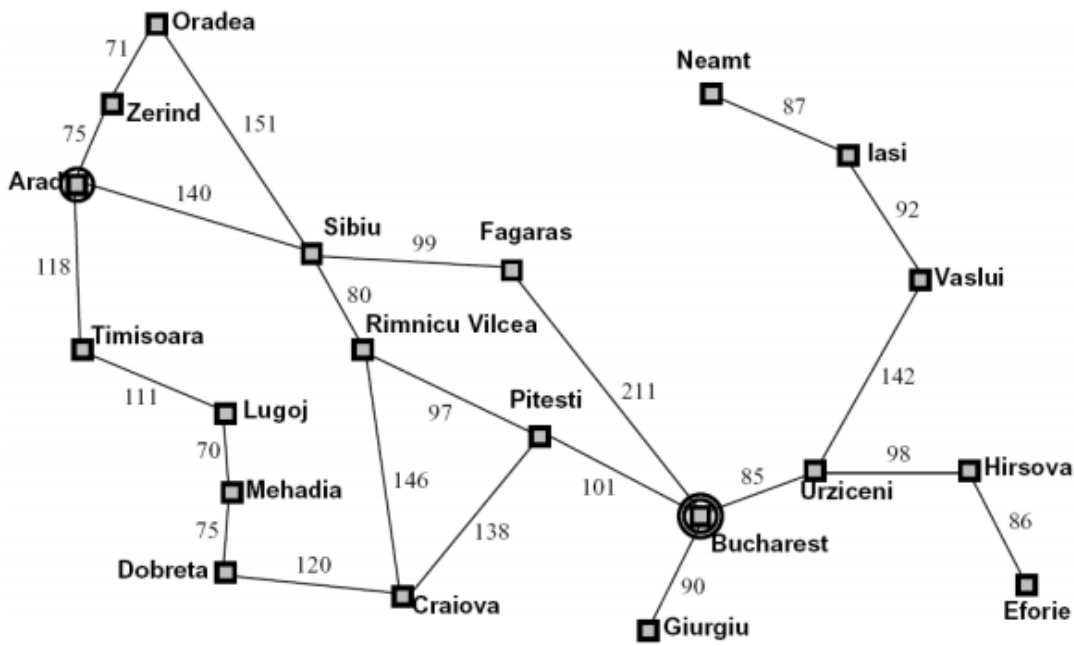 Oradea
71
Neamt
87
Zerind
151
75
Iasi
Arad
140
92
Sibiu
99
Fagaras
118
Vaslui
80
Timisoara
Rimnicu Vilcea
142
111
211
Lugoj
97
Pitesti
70
98
Hirsova
146
101
85
Urziceni
Mehadia
75
138
86
Bucharest
Dobreta
120
90
Craiova
Eforie
Giurgiu